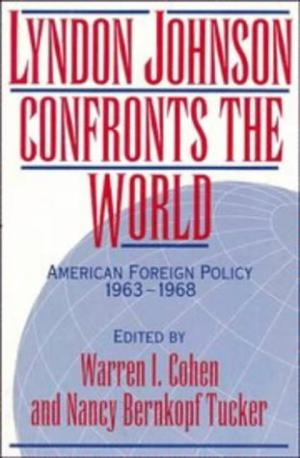 LYNDON JOHNSON
CONFRONTS THE
WORLD
AMERICAN FOREIGN POLICY
1963–1968
EDITED BY
Warren I. Cohen
and Nancy Bernkopf Tucker